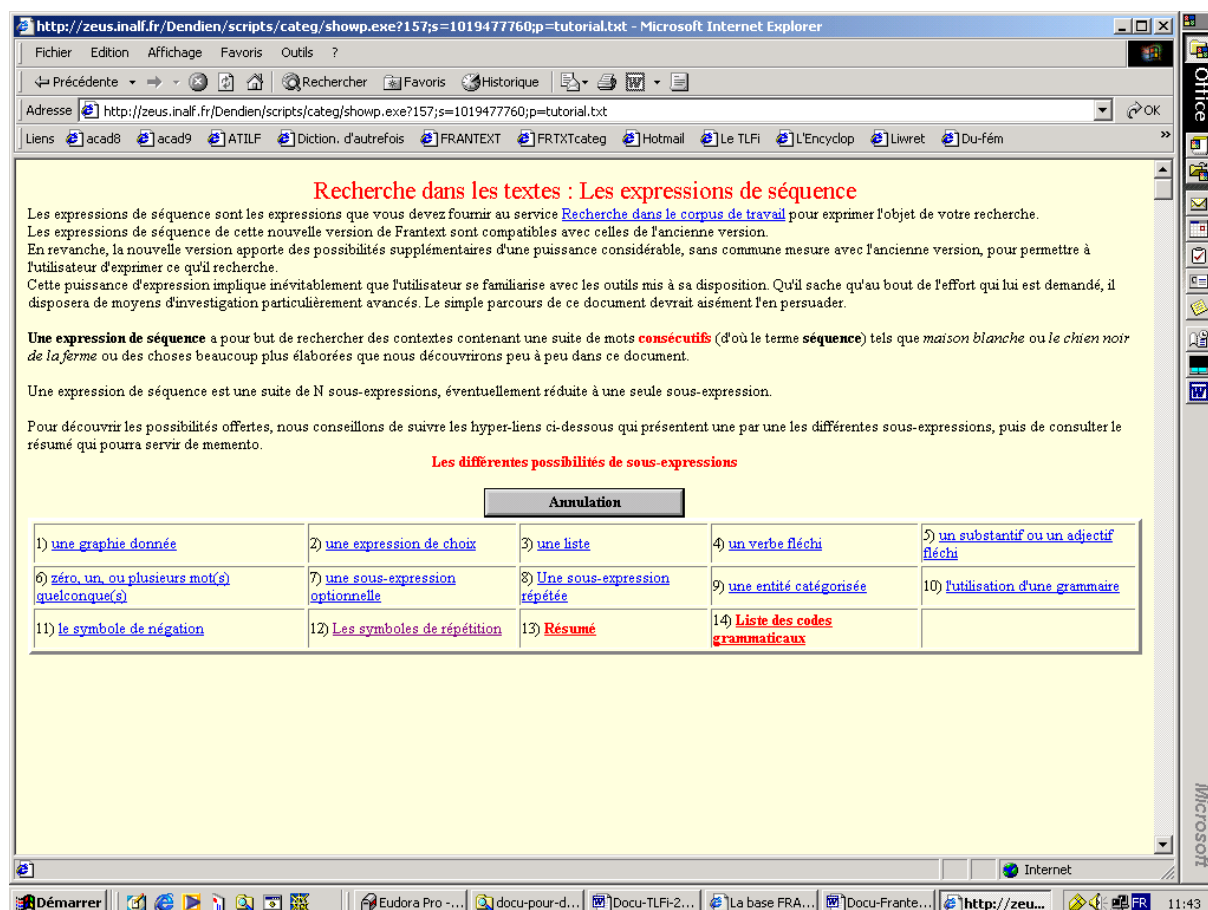 http://zeus.inalf.fr/Dendien/scripts/categ/showp.exe?157;s=1019477760;p=tutorial.txt - Microsoft Internet Explorer
Fichier Edition Affichage Favoris Outils ?
Précédente Rechercher Favoris Historique
Adresse http://zeus.inalf.fr/Dendien/scripts/categ/showp.exe?157;s=1019477760;p=tutorial.txt OK
Liens acad8 acad9 ATILF Diction. d'autrefois FRANTEXT FRTXTcateg Hotmail Le TLFi L'Encyclop Liwret Du-fém »
Office
Recherche dans les textes : Les expressions de séquence
Les expressions de séquence sont les expressions que vous devez fournir au service Recherche dans le corpus de travail pour exprimer l'objet de votre recherche.
Les expressions de séquence de cette nouvelle version de Frantext sont compatibles avec celles de l'ancienne version.
En revanche, la nouvelle version apporte des possibilités supplémentaires d'une puissance considérable, sans commune mesure avec l'ancienne version, pour permettre à
l'utilisateur d'exprimer ce qu'il recherche.
Cette puissance d'expression implique inévitablement que l'utilisateur se familiarise avec les outils mis à sa disposition. Qu'il sache qu'au bout de l'effort qui lui est demandé, il
disposera de moyens d'investigation particulièrement avancés. Le simple parcours de ce document devrait aisément l'en persuader.
Une expression de séquence a pour but de rechercher des contextes contenant une suite de mots consécutifs (d'où le terme séquence) tels que maison blanche ou le chien noir
de la ferme ou des choses beaucoup plus élaborées que nous découvrirons peu à peu dans ce document.
Une expression de séquence est une suite de N sous-expressions, éventuellement réduite à une seule sous-expression.
Pour découvrir les possibilités offertes, nous conseillons de suivre les hyper-liens ci-dessous qui présentent une par une les différentes sous-expressions, puis de consulter le
résumé qui pourra servir de memento.
Les différentes possibilités de sous-expressions
Annulation
1) une graphie donnée
2) une expression de choix
3) une liste
4) un verbe fléchi
5) un substantif ou un adjectif
fléchi
6) zéro, un, ou plusieurs mot(s)
quelconque(s)
7) une sous-expression
optionnelle
8) Une sous-expression
répétée
9) une entité catégorisée
10) l'utilisation d'une grammaire
11) le symbole de négation
12) Les symboles de répétition
13) Résumé
14) Liste des codes
grammaticaux
Microsoft
Internet
Démarrer Eudora Pro -... docu-pour-d... Docu-TLFi-2... La base FRA... Docu-Frante... http://zeu... FR 11:43